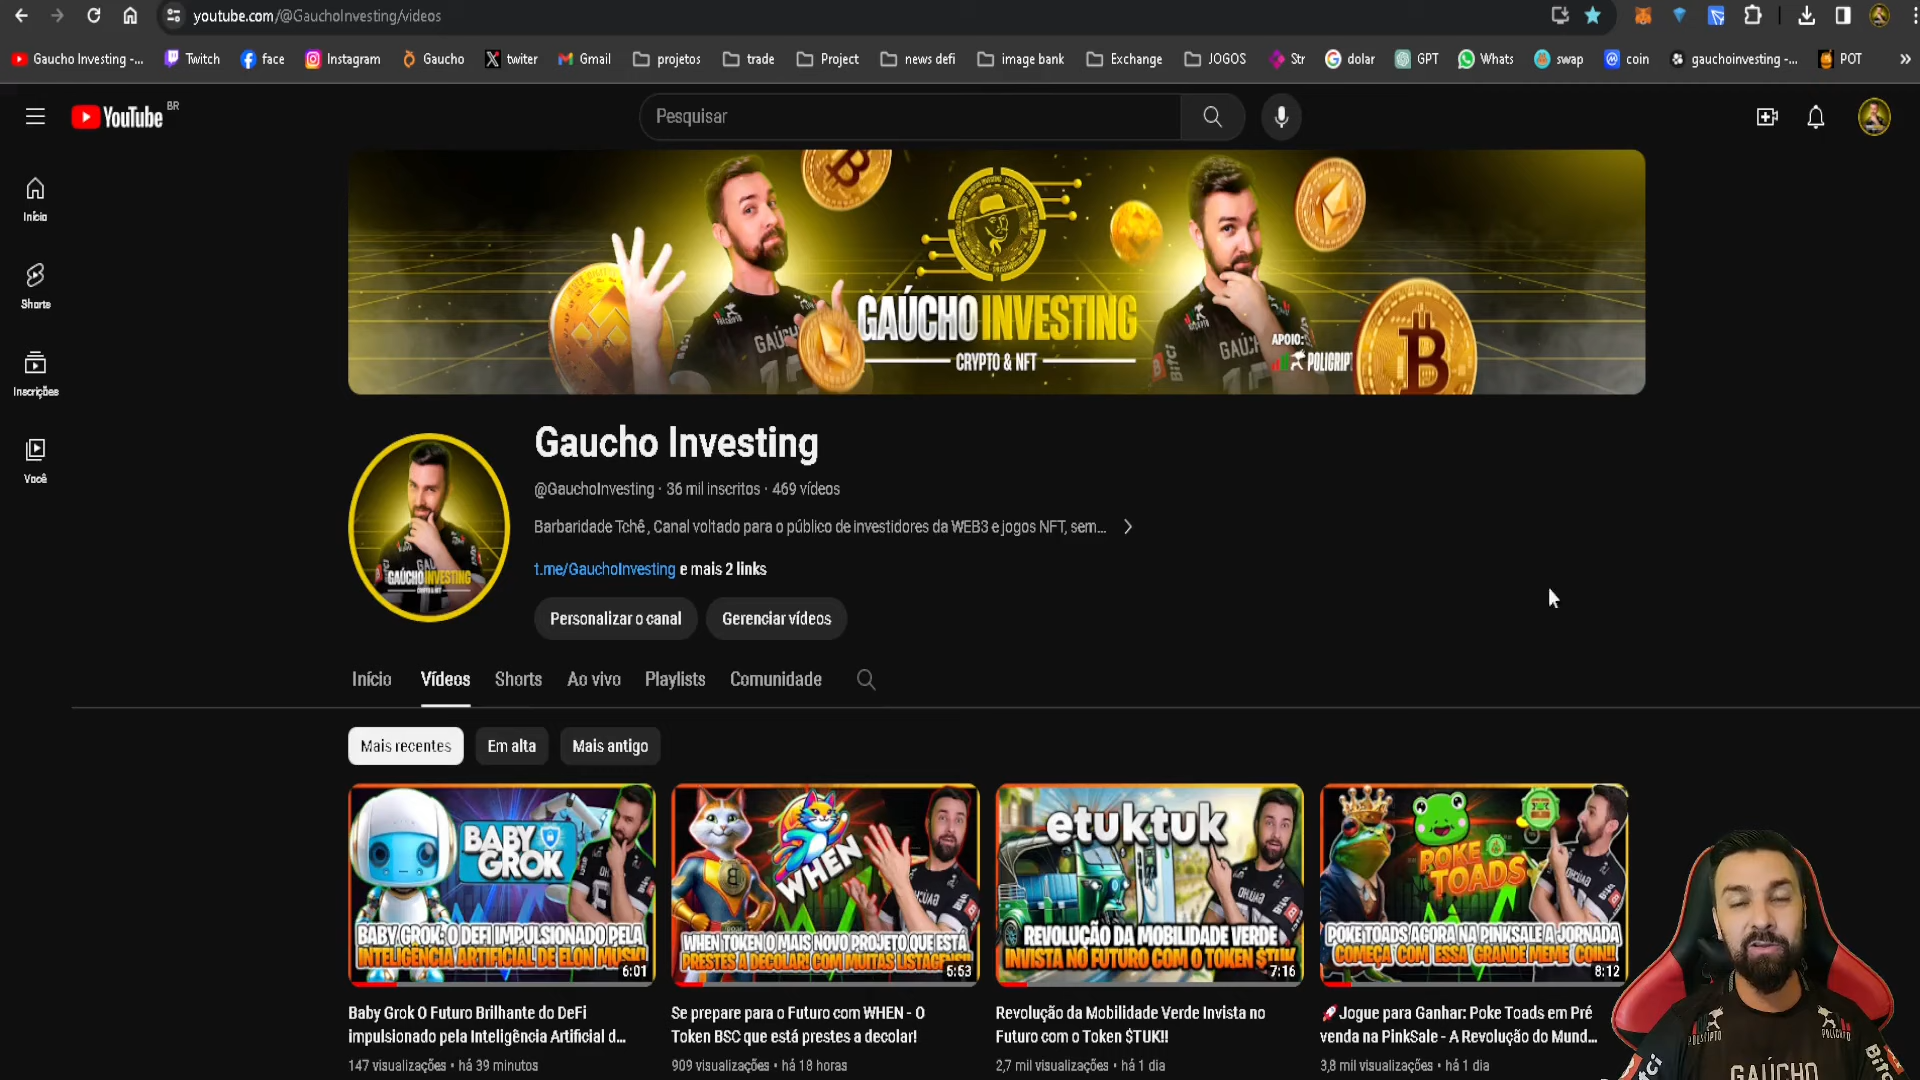 youtube.com/@GauchoInvesting/videos
Gaucho Investing -...
Twitch
face
Instagram
Gaucho
twiter
Gmail
projetos
trade
Project
news defi
image bank
Exchange
JOGOS
Str
dolar
GPT
Whats
swap
coin
gauchoinvesting -...
POT
YouTube BR
Pesquisar
Início
Shorts
Inscrições
Você
GAÚCHO INVESTING
CRYPTO & NFT
APOIO:
POLICRIPT
Bitci
GAÚCHO INVESTING
CRYPTO & NFT
Gaucho Investing
@GauchoInvesting · 36 mil inscritos · 469 vídeos
Barbaridade Tchê , Canal voltado para o público de investidores da WEB3 e jogos NFT, sem...
t.me/GauchoInvesting e mais 2 links
Personalizar o canal
Gerenciar vídeos
Início
Vídeos
Shorts
Ao vivo
Playlists
Comunidade
Mais recentes
Em alta
Mais antigo
BABY
GROK
BABY GROK: O DEFI IMPULSIONADO PELA
INTELIGÊNCIA ARTIFICIAL DE ELON MUSK!
6:01
Baby Grok O Futuro Brilhante do DeFi
impulsionado pela Inteligência Artificial d...
147 visualizações • há 39 minutos
WHEN
WHEN TOKEN O MAIS NOVO PROJETO QUE ESTÁ
PRESTES A DECOLAR! COM MUITAS LISTAGENS!
5:53
Se prepare para o Futuro com WHEN - O
Token BSC que está prestes a decolar!
909 visualizações • há 18 horas
etuktuk
REVOLUÇÃO DA MOBILIDADE VERDE
INVISTA NO FUTURO COM O TOKEN $TUK
7:16
Revolução da Mobilidade Verde Invista no
Futuro com o Token $TUK!!
2,7 mil visualizações • há 1 dia
POKE
TOADS
POKE TOADS AGORA NA PINKSALE A JORNADA
COMEÇA COM ESSA GRANDE MEME COIN!!
8:12
🚀Jogue para Ganhar: Poke Toads em Pré
venda na PinkSale - A Revolução do Mund...
3,8 mil visualizações • há 1 dia
GAÚCHO